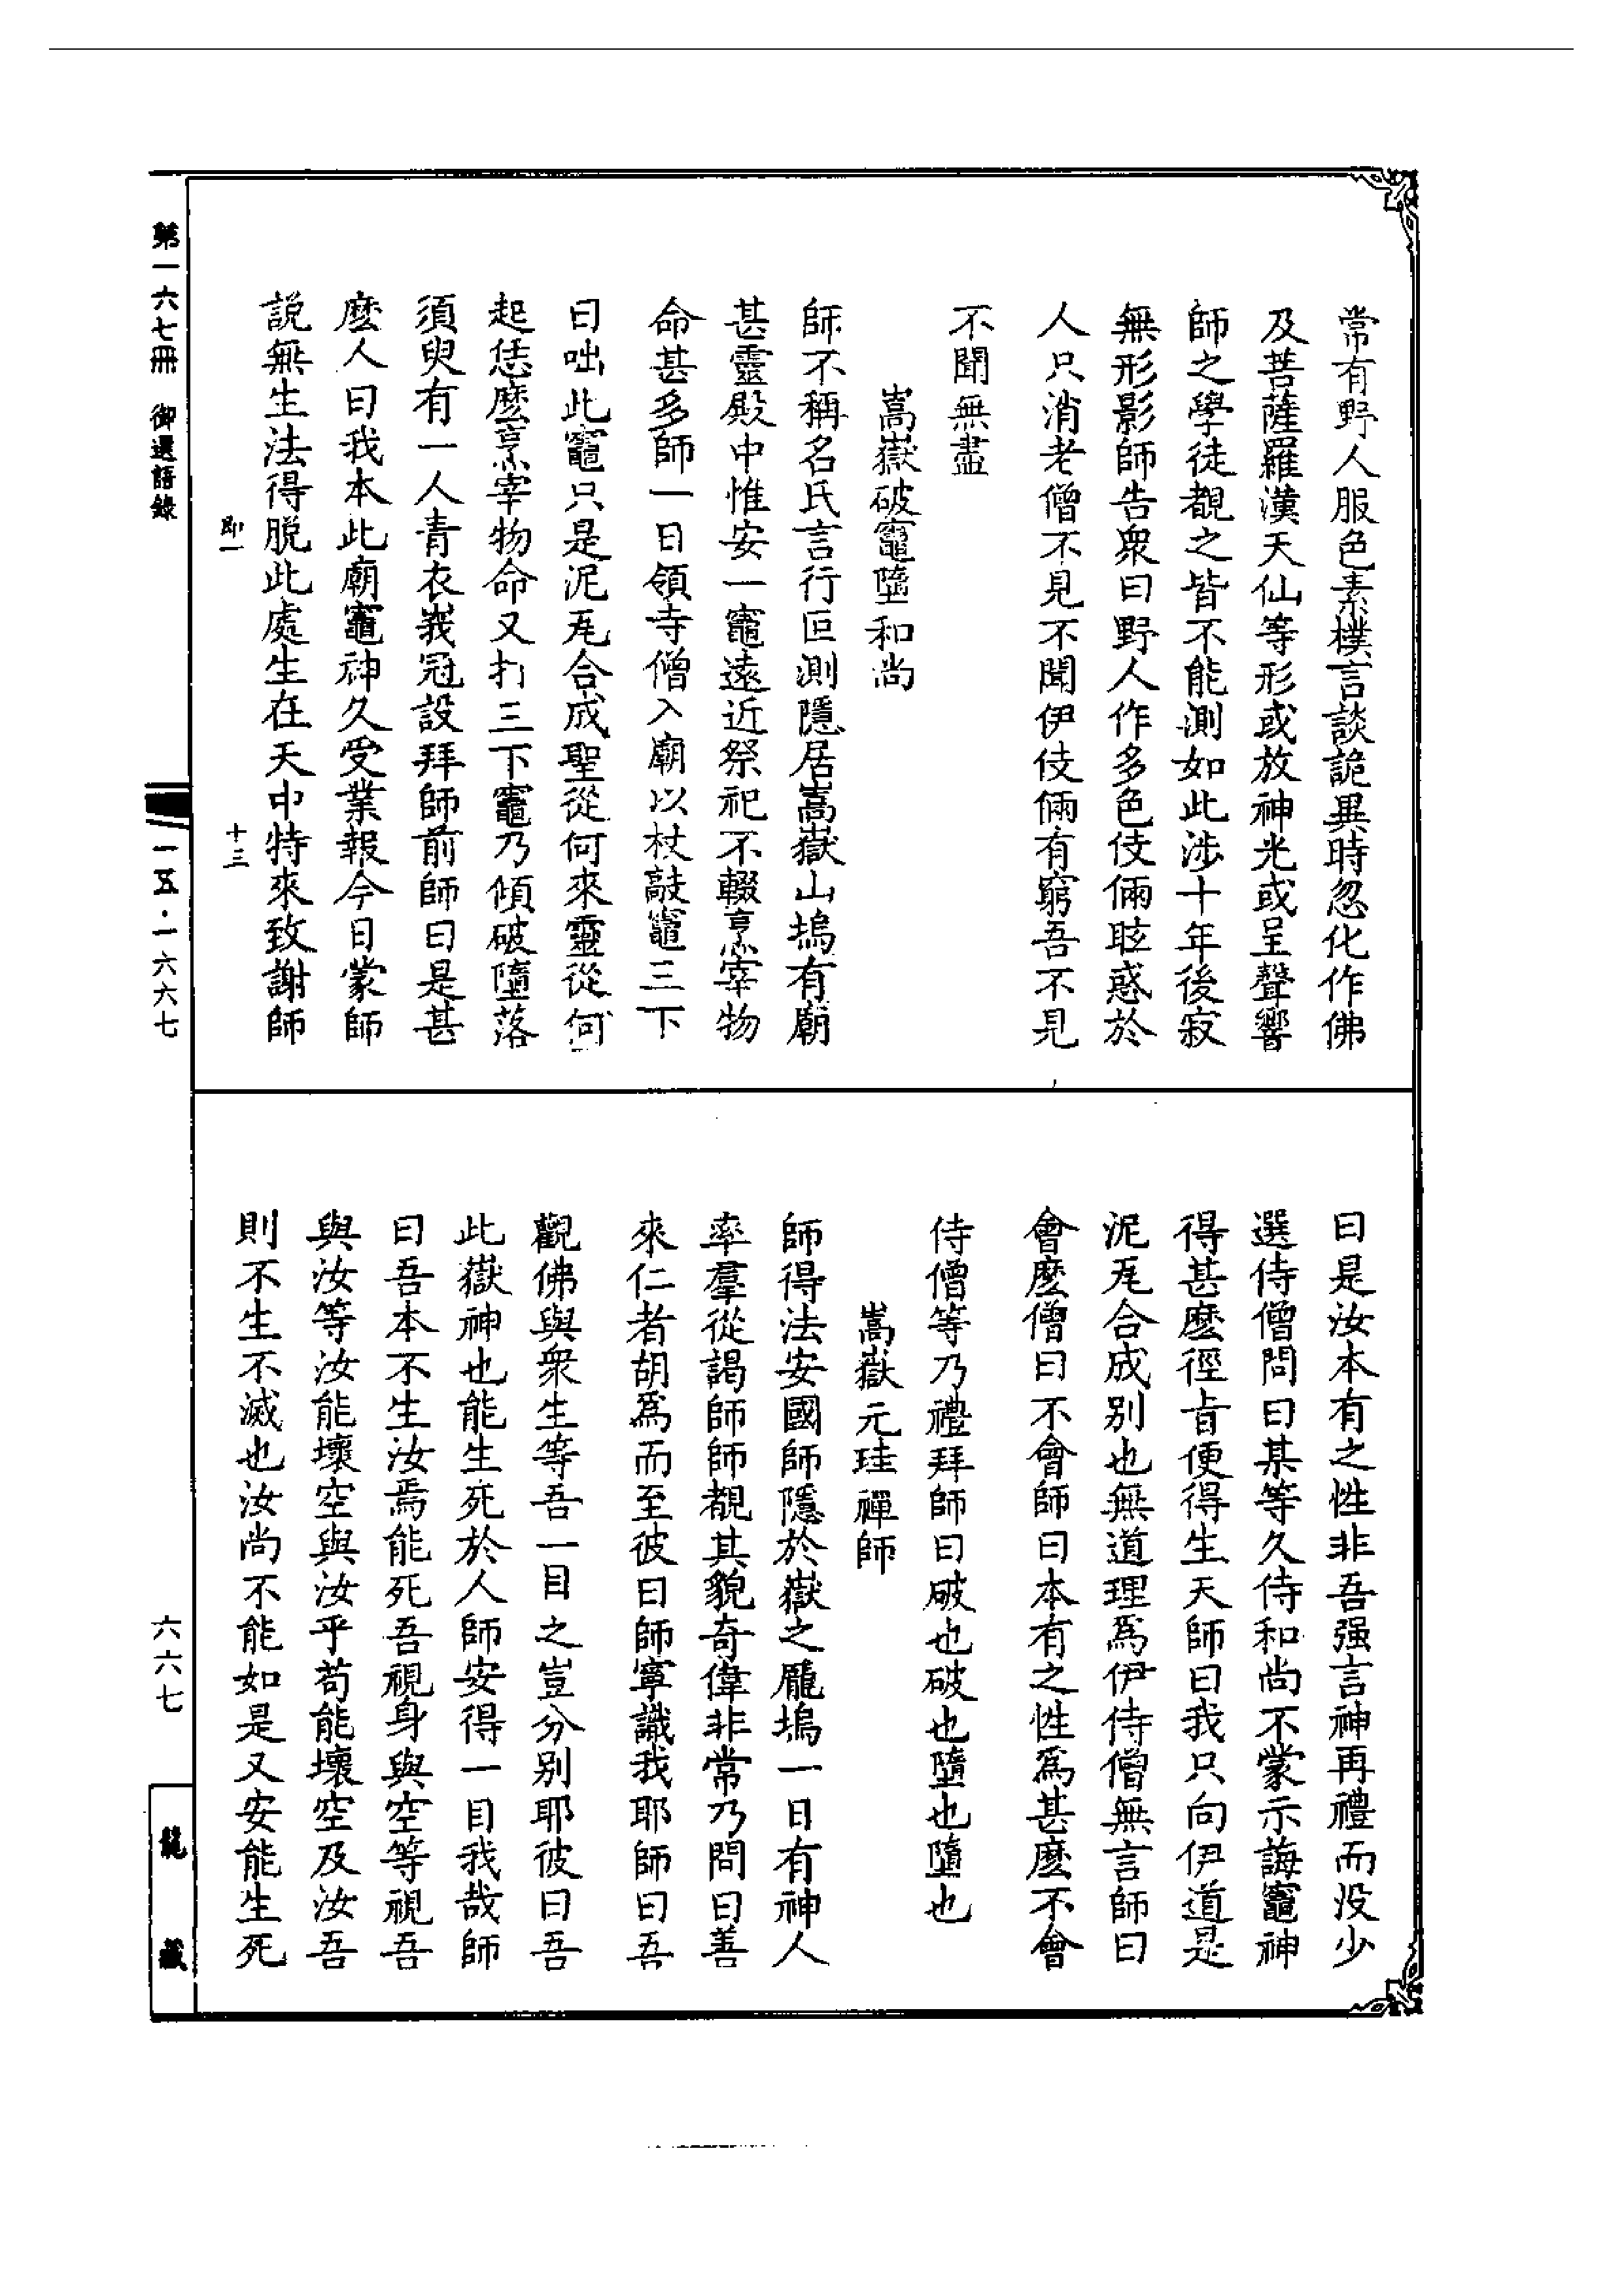 常有野人服色素樸言談詭異時忽化作佛
及菩薩羅漢天仙等形或放神光或呈聲響
師之學徒覩之皆不能測如此涉十年後寂
無形影師告衆曰野人作多色伎倆眩惑於
人只消老僧不見不聞伊伎倆有窮吾不見
不聞無盡
嵩嶽破竈墮和尚
師不稱名氏言行叵測隱居嵩嶽山塢有廟
甚靈殿中惟安一竈遠近祭祀不輟烹宰物
命甚多師一日領寺僧入廟以杖敲竈三下
曰咄此竈只是泥瓦合成聖從何來靈從何
起恁麼烹宰物命又打三下竈乃傾破墮落
須臾有一人青衣峩冠設拜師前師曰是甚
麼人曰我本此廟竈神久受業報今日蒙師
說無生法得脫此處生在天中特來致謝師
即一
十三
曰是汝本有之性非吾强言神再禮而没少
選侍僧問曰某等久侍和尚不蒙示誨竈神
得甚麼徑旨便得生天師曰我只向伊道是
泥瓦合成别也無道理爲伊侍僧無言師曰
會麼僧曰不會師曰本有之性爲甚麼不會
侍僧等乃禮拜師曰破也破也墮也墮也
嵩嶽元珪禪師
師得法安國師隱於嶽之龎塢一日有神人
率羣從謁師師覩其貌奇偉非常乃問曰善
來仁者胡爲而至彼曰師寧識我耶師曰吾
觀佛與衆生等吾一目之豈分别耶彼曰吾
此嶽神也能生死於人師安得一目我哉師
曰吾本不生汝焉能死吾視身與空等視吾
與汝等汝能壞空與汝乎苟能壞空及汝吾
則不生不滅也汝尚不能如是又安能生死
第一六七冊 御選語錄
一五·一六六七
六六七
龍藏